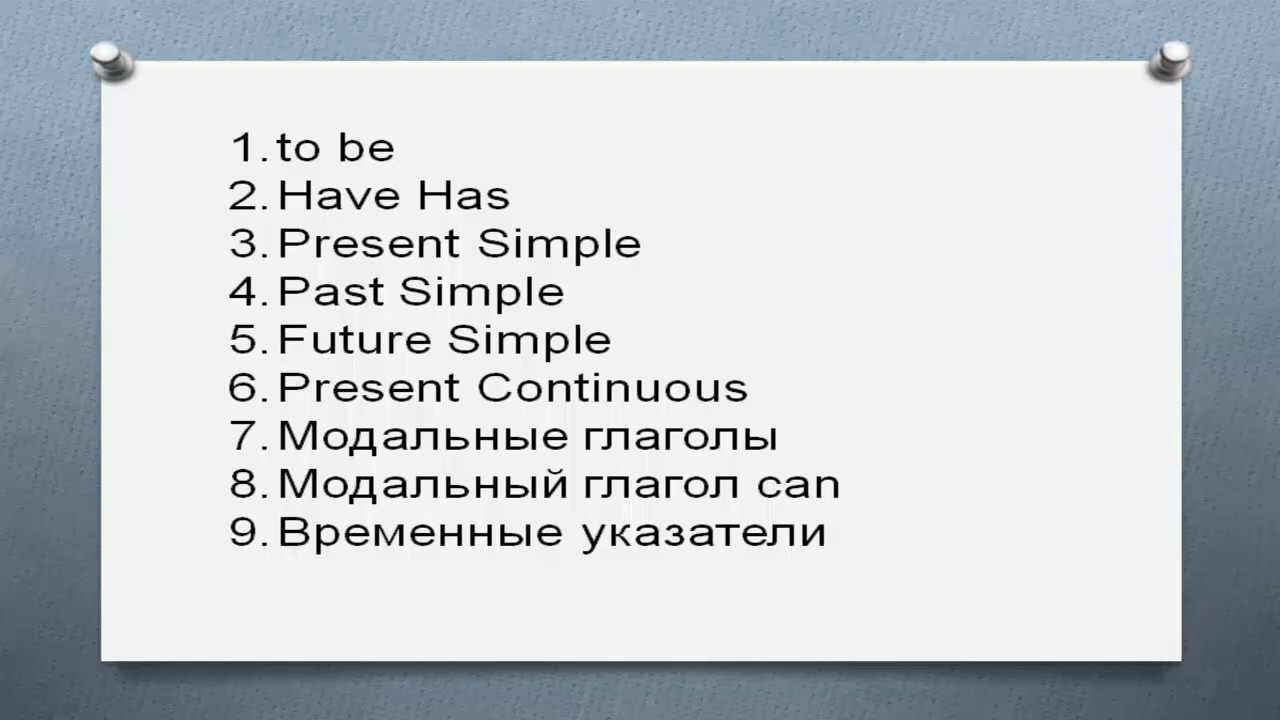 1. to be
2. Have Has
3. Present Simple
4. Past Simple
5. Future Simple
6. Present Continuous
7. Модальные глаголы
8. Модальный глагол can
9. Временные указатели